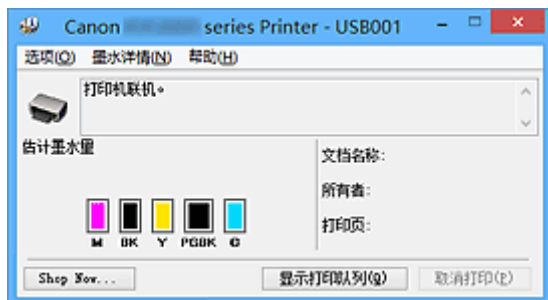 Canon series Printer - USB001
选项(O) 墨水详情(N) 帮助(H)
打印机联机。
估计墨水量
文档名称:
所有者:
打印页:
M BK Y PGBK C
Shop Now... 显示打印队列(Q) 取消打印(P)